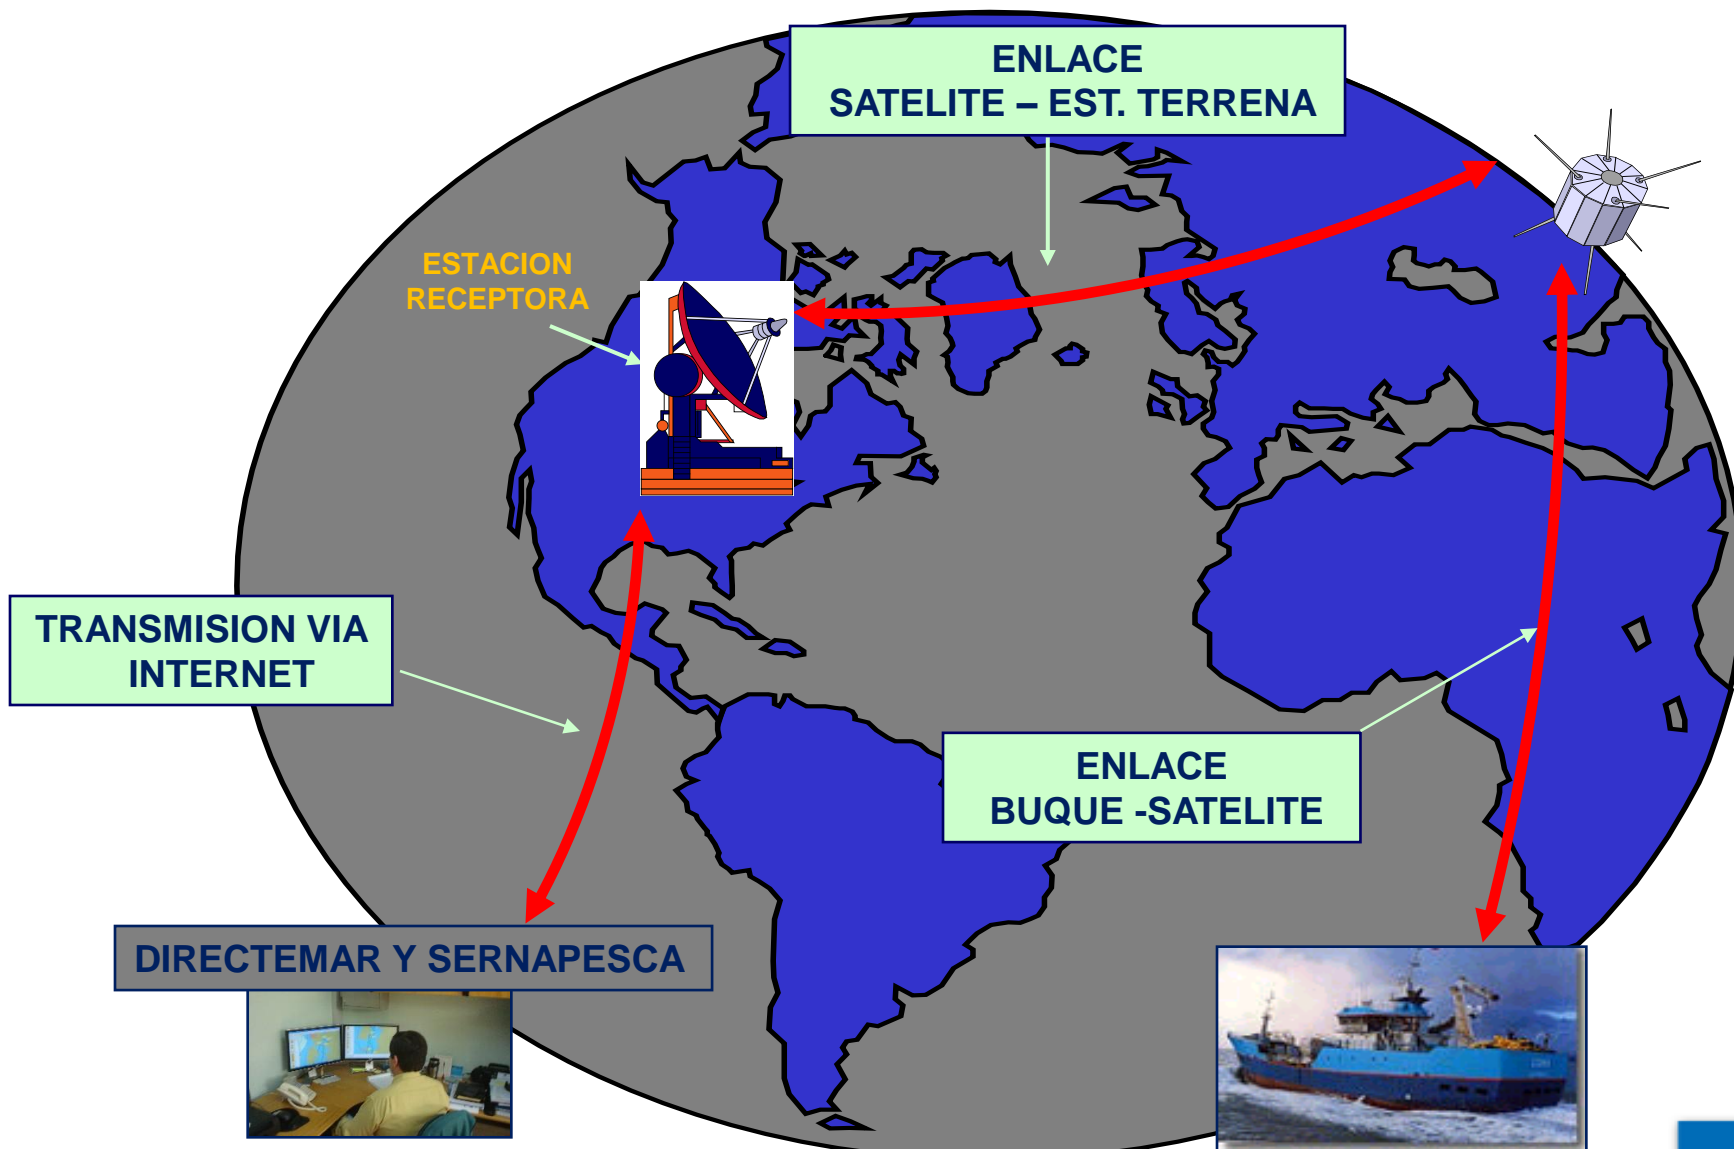 ENLACE
SATELITE – EST. TERRENA
ESTACION
RECEPTORA
TRANSMISION VIA
INTERNET
ENLACE
BUQUE -SATELITE
DIRECTEMAR Y SERNAPESCA